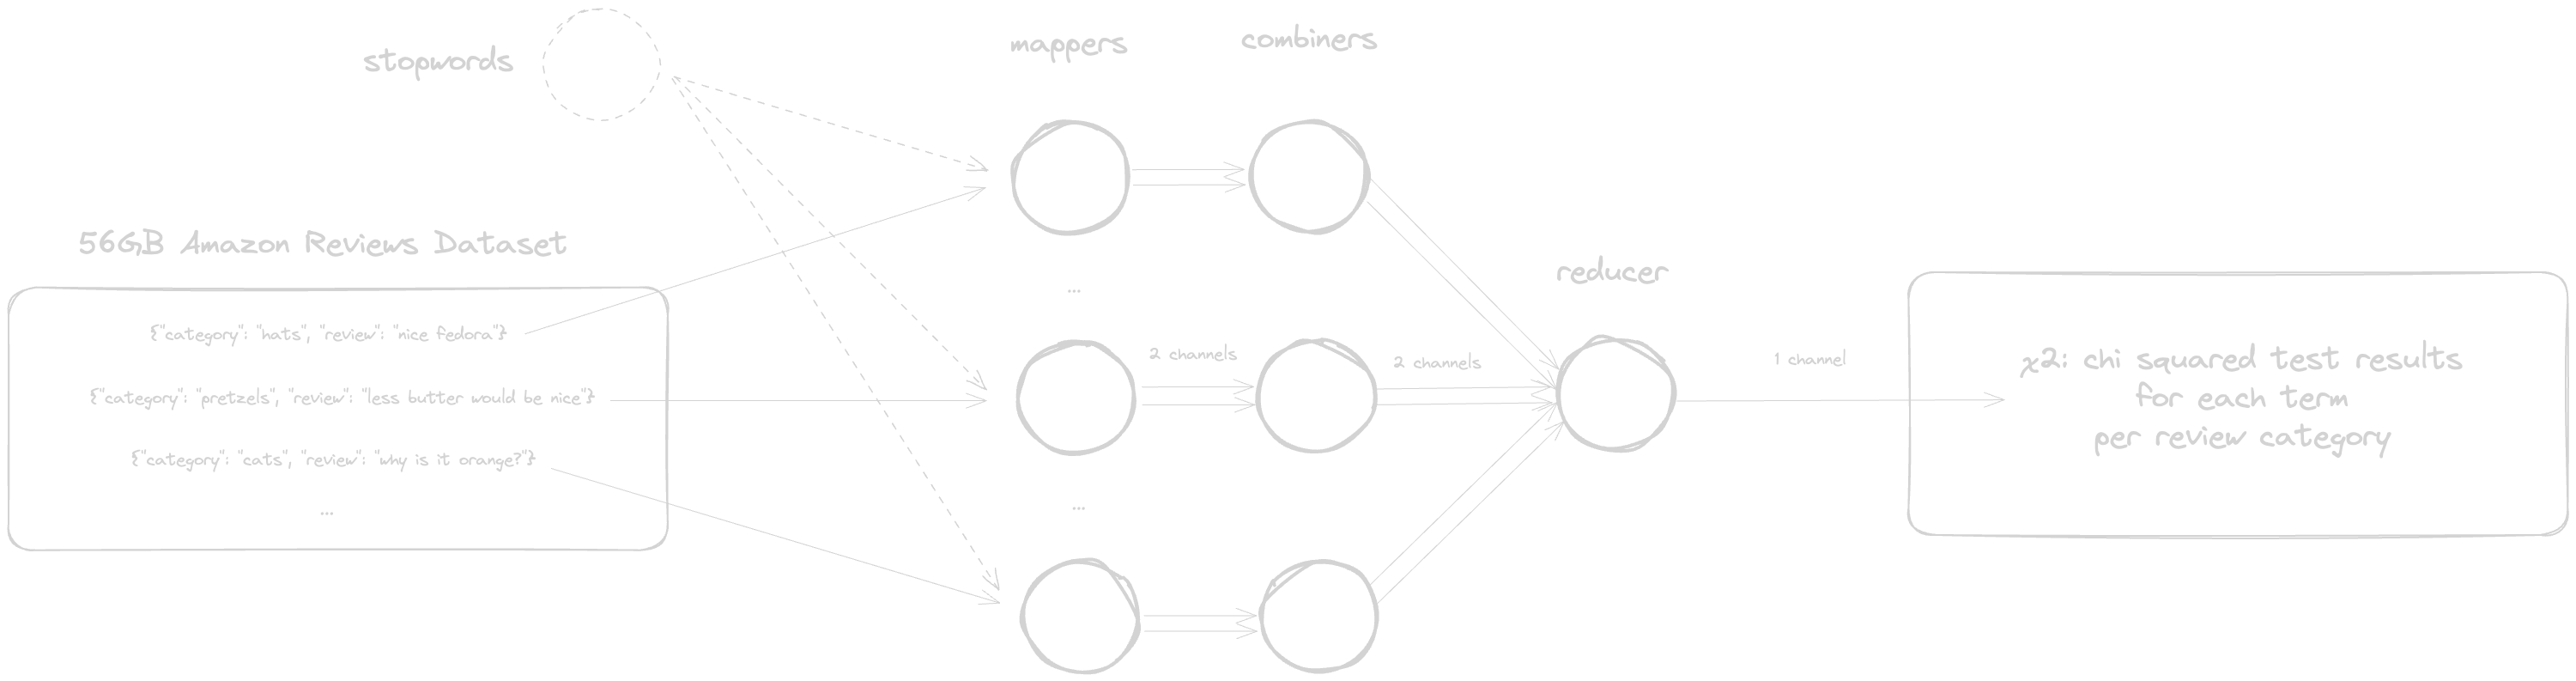 stopwords
mappers
combiners
56GB Amazon Reviews Dataset
{"category": "hats", "review": "nice fedora"}
{"category": "pretzels", "review": "less butter would be nice"}
{"category": "cats", "review": "why is it orange?"}
...
...
2 channels
...
2 channels
reducer
1 channel
χ2: chi squared test results
for each term
per review category